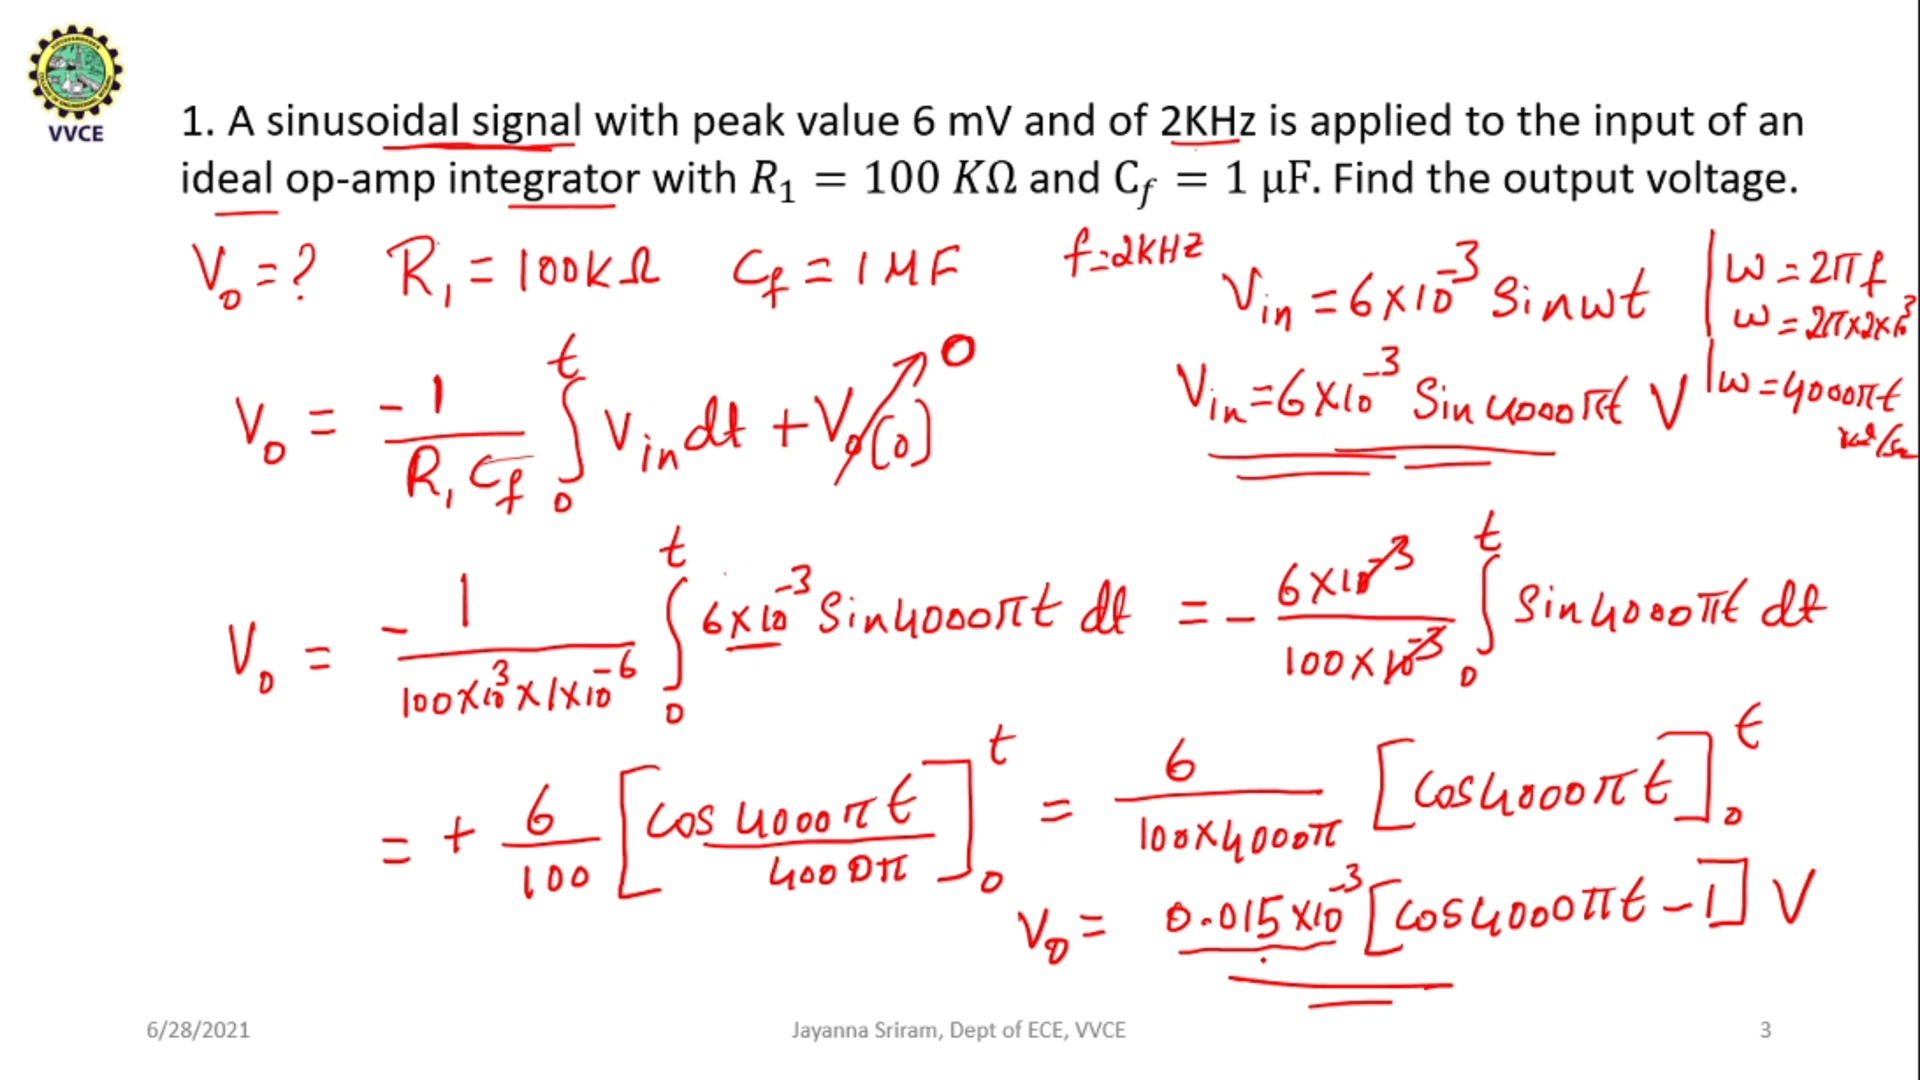 VVCE
1. A sinusoidal signal with peak value 6 mV and of 2KHz is applied to the input of an
ideal op-amp integrator with R₁ = 100 KΩ and C_f = 1 μF. Find the output voltage.
V₀ = ? R₁ = 100KΩ C_f = 1 MF f=2KHZ
V_in = 6×10⁻³ Sinωt | ω = 2πf
ω = 2π×2×10³
V_in = 6×10⁻³ Sin4000πt V | ω = 4000πt
V₀ = -1/(R₁C_f) ∫₀ᵗ V_in dt + V₀(0) 0
V₀ = -1/(100×10³×1×10⁻⁶) ∫₀ᵗ 6×10⁻³ Sin4000πt dt = - 6×10⁻³/(100×10⁻³) ∫₀ᵗ Sin4000πt dt
= + 6/100 [cos 4000πt / 4000π]₀ᵗ = 6/(100×4000π) [cos4000πt]₀ᵗ
V₀ = 0.015×10⁻³ [cos4000πt - 1] V
6/28/2021 Jayanna Sriram, Dept of ECE, VVCE 3